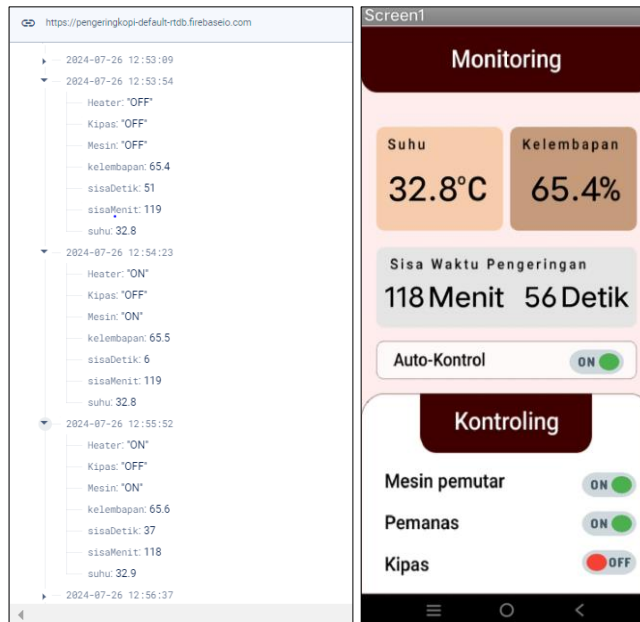 https://pengeringkopi-default-rtdb.firebaseio.com
2024-07-26 12:53:09
2024-07-26 12:53:54
Heater: "OFF"
Kipas: "OFF"
Mesin: "OFF"
kelembapan: 65.4
sisaDetik: 51
sisaMenit: 119
suhu: 32.8
2024-07-26 12:54:23
Heater: "ON"
Kipas: "OFF"
Mesin: "ON"
kelembapan: 65.5
sisaDetik: 6
sisaMenit: 119
suhu: 32.8
2024-07-26 12:55:52
Heater: "ON"
Kipas: "OFF"
Mesin: "ON"
kelembapan: 65.6
sisaDetik: 37
sisaMenit: 118
suhu: 32.9
2024-07-26 12:56:37
Screen1
Monitoring
Suhu
32.8°C
Kelembapan
65.4%
Sisa Waktu Pengeringan
118 Menit 56 Detik
Auto-Kontrol ON
Kontroling
Mesin pemutar ON
Pemanas ON
Kipas OFF